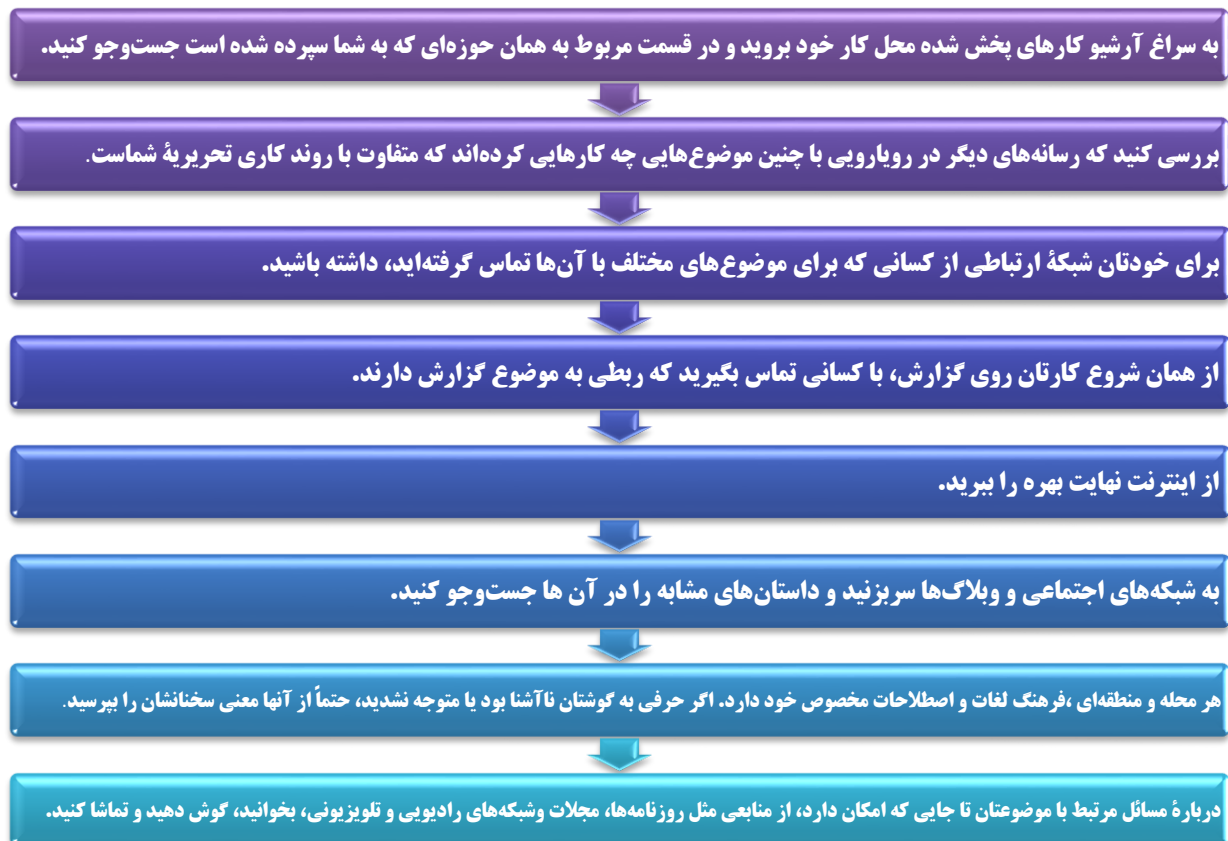 به سراغ آرشیو کارهای پخش شده محل کار خود بروید و در قسمت مربوط به همان حوزه‌ای که به شما سپرده شده است جست‌وجو کنید.
بررسی کنید که رسانه‌های دیگر در رویارویی با چنین موضوع‌هایی چه کارهایی کرده‌اند که متفاوت با روند کاری تحریریهٔ شماست.
برای خودتان شبکهٔ ارتباطی از کسانی که برای موضوع‌های مختلف با آن‌ها تماس گرفته‌اید، داشته باشید.
از همان شروع کارتان روی گزارش، با کسانی تماس بگیرید که ربطی به موضوع گزارش دارند.
از اینترنت نهایت بهره را ببرید.
به شبکه‌های اجتماعی و وبلاگ‌ها سربزنید و داستان‌های مشابه را در آن ها جست‌وجو کنید.
هر محله و منطقه‌ای ،فرهنگ لغات و اصطلاحات مخصوص خود دارد. اگر حرفی به گوشتان ناآشنا بود یا متوجه نشدید، حتماً از آنها معنی سخنانشان را بپرسید.
دربارهٔ مسائل مرتبط با موضوعتان تا جایی که امکان دارد، از منابعی مثل روزنامه‌ها، مجلات وشبکه‌های رادیویی و تلویزیونی، بخوانید، گوش دهید و تماشا کنید.